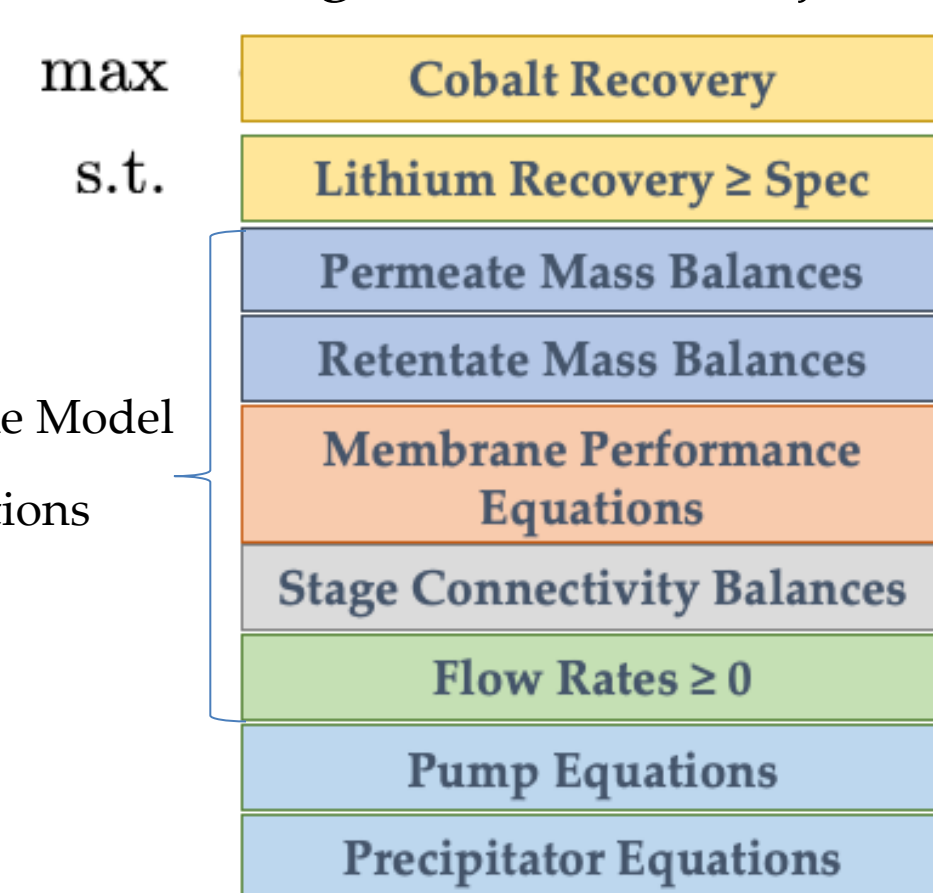 max
Cobalt Recovery
s.t.
Lithium Recovery ≥ Spec
Permeate Mass Balances
Retentate Mass Balances
Model
Membrane Performance
Equations
Stage Connectivity Balances
Flow Rates ≥ 0
Pump Equations
Precipitator Equations